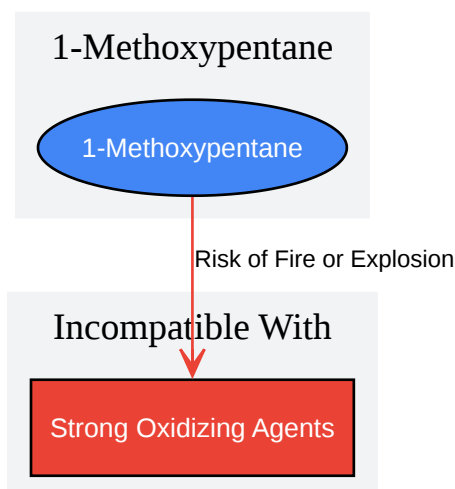 1-Methoxypentane
1-Methoxypentane
Risk of Fire or Explosion
Incompatible With
Strong Oxidizing Agents